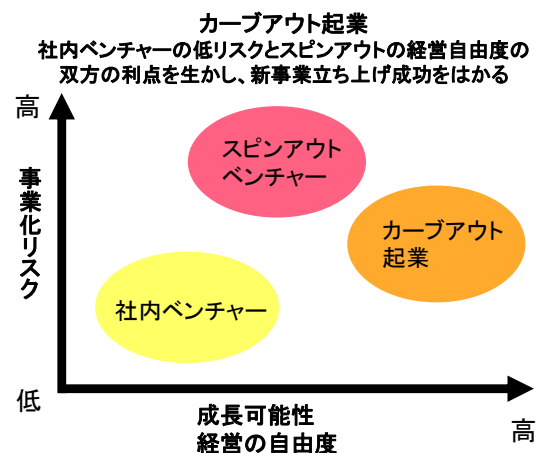 カーブアウト起業
社内ベンチャーの低リスクとスピンアウトの経営自由度の
双方の利点を生かし、新事業立ち上げ成功をはかる
高
事業化リスク
スピンアウト
ベンチャー
カーブアウト
起業
社内ベンチャー
低
成長可能性
経営の自由度
高